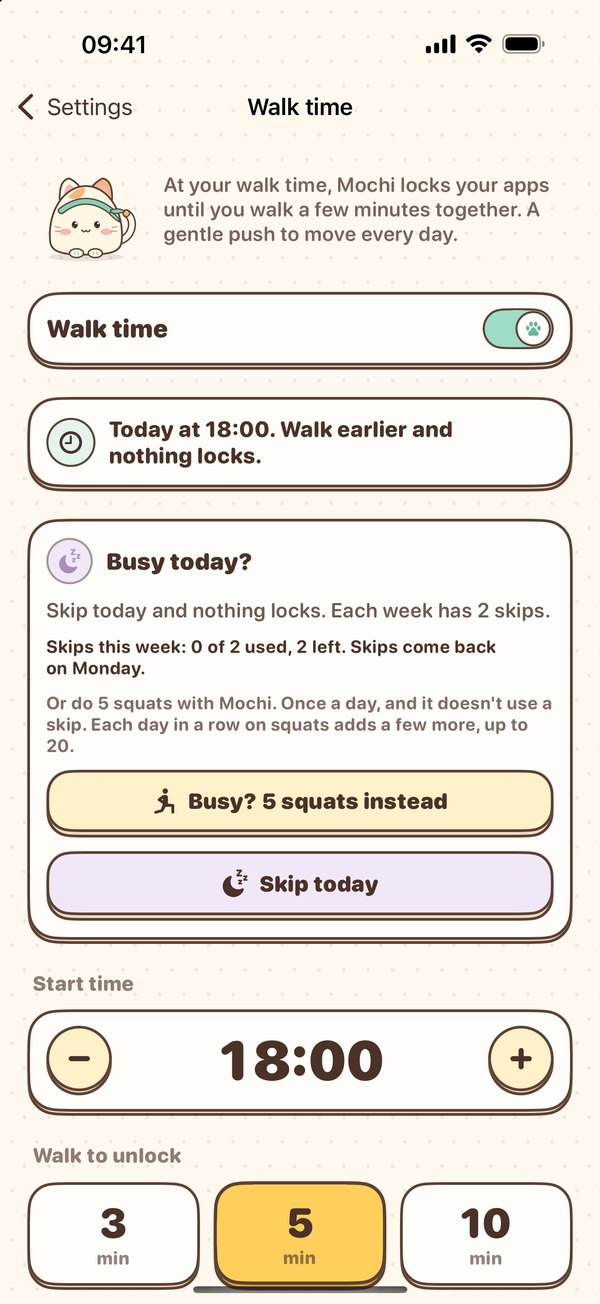 09:41
Settings
Walk time
At your walk time, Mochi locks your apps
until you walk a few minutes together. A
gentle push to move every day.
Walk time
Today at 18:00. Walk earlier and
nothing locks.
Busy today?
Skip today and nothing locks. Each week has 2 skips.
Skips this week: 0 of 2 used, 2 left. Skips come back
on Monday.
Or do 5 squats with Mochi. Once a day, and it doesn't use a
skip. Each day in a row on squats adds a few more, up to
20.
Busy? 5 squats instead
Skip today
Start time
−
18:00
+
Walk to unlock
3
min
5
min
10
min